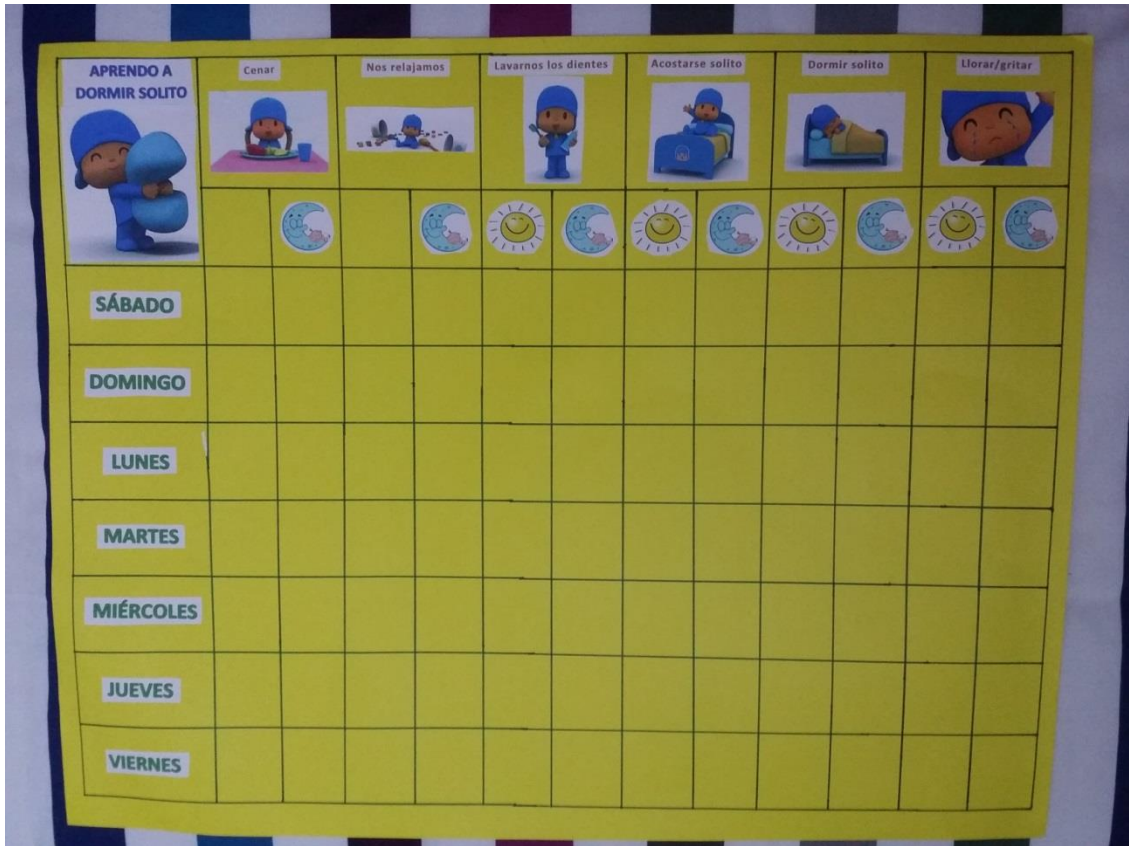 APRENDO A
DORMIR SOLITO
Cenar
Nos relajamos
Lavarnos los dientes
Acostarse solito
Dormir solito
Llorar/gritar
SÁBADO
DOMINGO
LUNES
MARTES
MIÉRCOLES
JUEVES
VIERNES